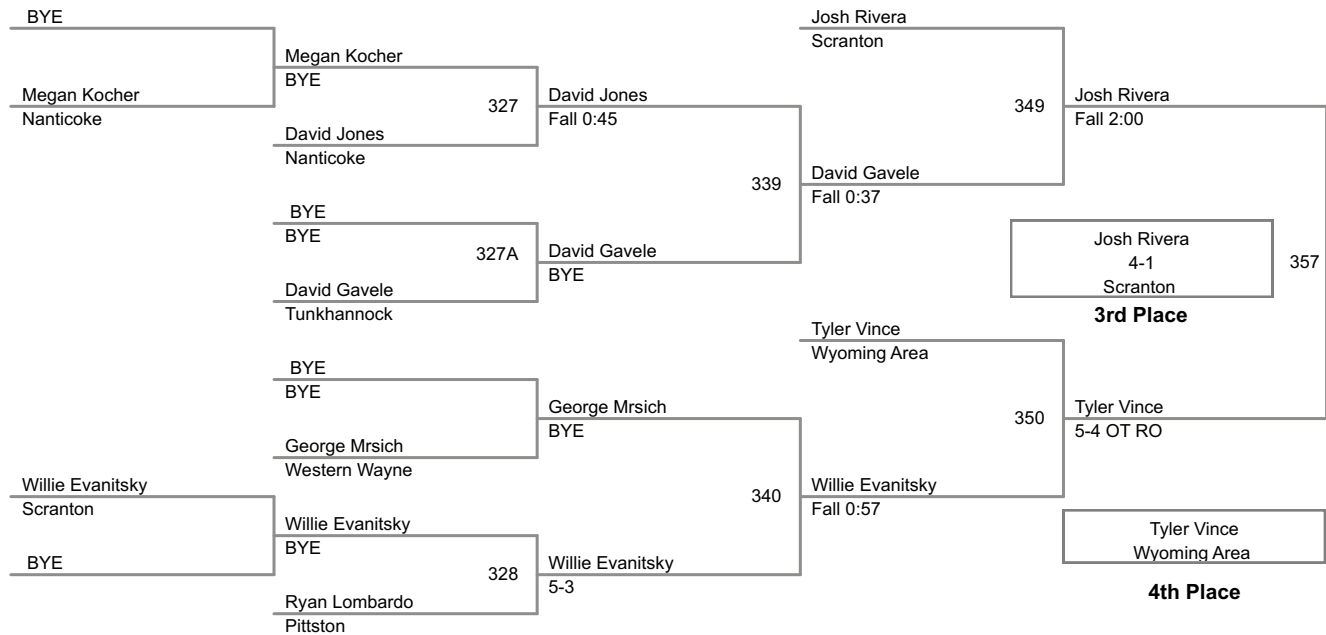 BYE
Josh Rivera
Scranton
Megan Kocher
BYE
Megan Kocher
Nanticoke
327
David Jones
Fall 0:45
349
Josh Rivera
Fall 2:00
David Jones
Nanticoke
339
David Gavele
Fall 0:37
BYE
BYE
327A
David Gavele
BYE
Josh Rivera
4-1
Scranton
357
3rd Place
David Gavele
Tunkhannock
Tyler Vince
Wyoming Area
BYE
BYE
George Mrsich
BYE
350
Tyler Vince
5-4 OT RO
George Mrsich
Western Wayne
Willie Evanitsky
Scranton
340
Willie Evanitsky
Fall 0:57
Willie Evanitsky
BYE
Tyler Vince
Wyoming Area
4th Place
BYE
328
Willie Evanitsky
5-3
Ryan Lombardo
Pittston